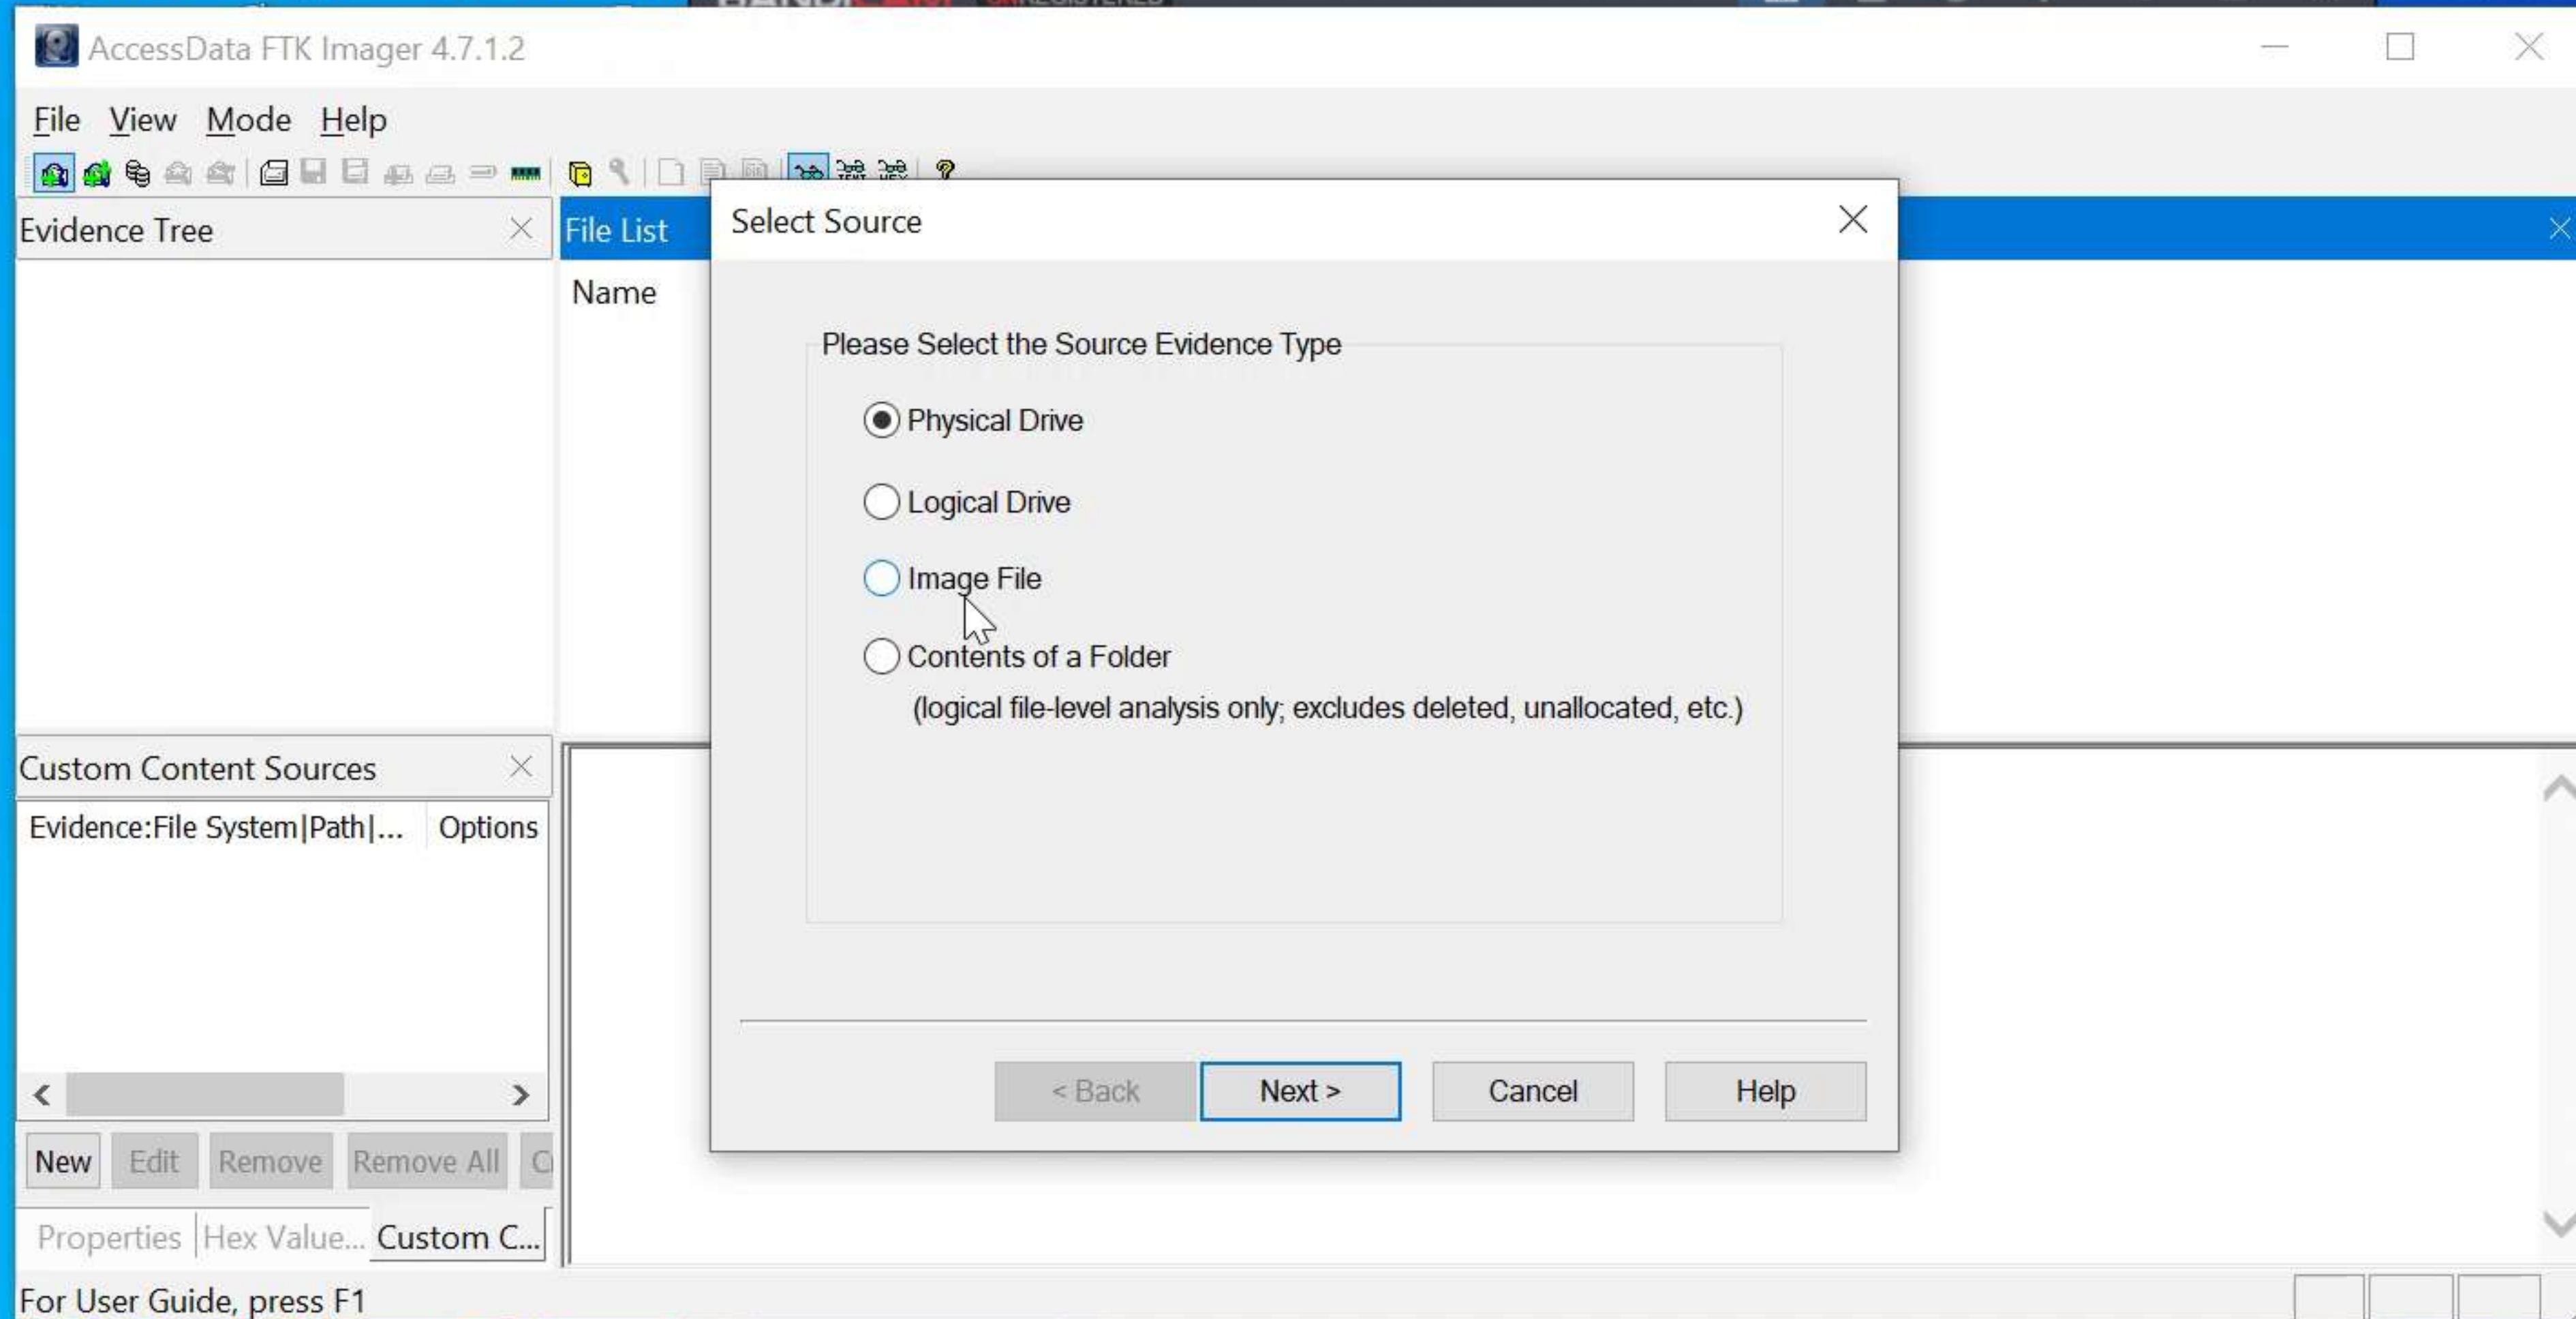 AccessData FTK Imager 4.7.1.2
File View Mode Help
Evidence Tree
File List
Name
Select Source
Please Select the Source Evidence Type
Physical Drive
Logical Drive
Image File
Contents of a Folder
(logical file-level analysis only; excludes deleted, unallocated, etc.)
< Back
Next >
Cancel
Help
Custom Content Sources
Evidence:File System|Path|... Options
New Edit Remove Remove All
Properties Hex Value... Custom C...
For User Guide, press F1